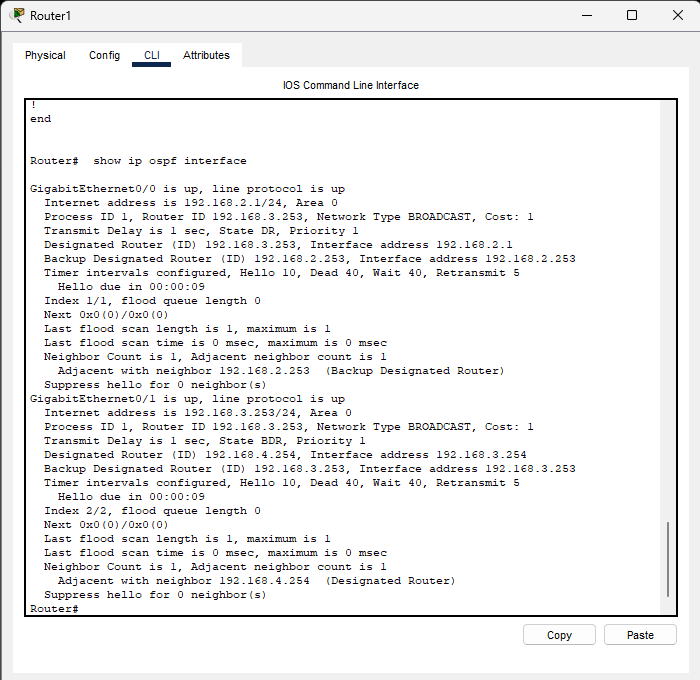 Router1
Physical Config CLI Attributes
IOS Command Line Interface
!
end
Router#  show ip ospf interface
GigabitEthernet0/0 is up, line protocol is up
  Internet address is 192.168.2.1/24, Area 0
  Process ID 1, Router ID 192.168.3.253, Network Type BROADCAST, Cost: 1
  Transmit Delay is 1 sec, State DR, Priority 1
  Designated Router (ID) 192.168.3.253, Interface address 192.168.2.1
  Backup Designated Router (ID) 192.168.2.253, Interface address 192.168.2.253
  Timer intervals configured, Hello 10, Dead 40, Wait 40, Retransmit 5
    Hello due in 00:00:09
  Index 1/1, flood queue length 0
  Next 0x0(0)/0x0(0)
  Last flood scan length is 1, maximum is 1
  Last flood scan time is 0 msec, maximum is 0 msec
  Neighbor Count is 1, Adjacent neighbor count is 1
    Adjacent with neighbor 192.168.2.253  (Backup Designated Router)
  Suppress hello for 0 neighbor(s)
GigabitEthernet0/1 is up, line protocol is up
  Internet address is 192.168.3.253/24, Area 0
  Process ID 1, Router ID 192.168.3.253, Network Type BROADCAST, Cost: 1
  Transmit Delay is 1 sec, State BDR, Priority 1
  Designated Router (ID) 192.168.4.254, Interface address 192.168.3.254
  Backup Designated Router (ID) 192.168.3.253, Interface address 192.168.3.253
  Timer intervals configured, Hello 10, Dead 40, Wait 40, Retransmit 5
    Hello due in 00:00:09
  Index 2/2, flood queue length 0
  Next 0x0(0)/0x0(0)
  Last flood scan length is 1, maximum is 1
  Last flood scan time is 0 msec, maximum is 0 msec
  Neighbor Count is 1, Adjacent neighbor count is 1
    Adjacent with neighbor 192.168.4.254  (Designated Router)
  Suppress hello for 0 neighbor(s)
Router#
Copy Paste